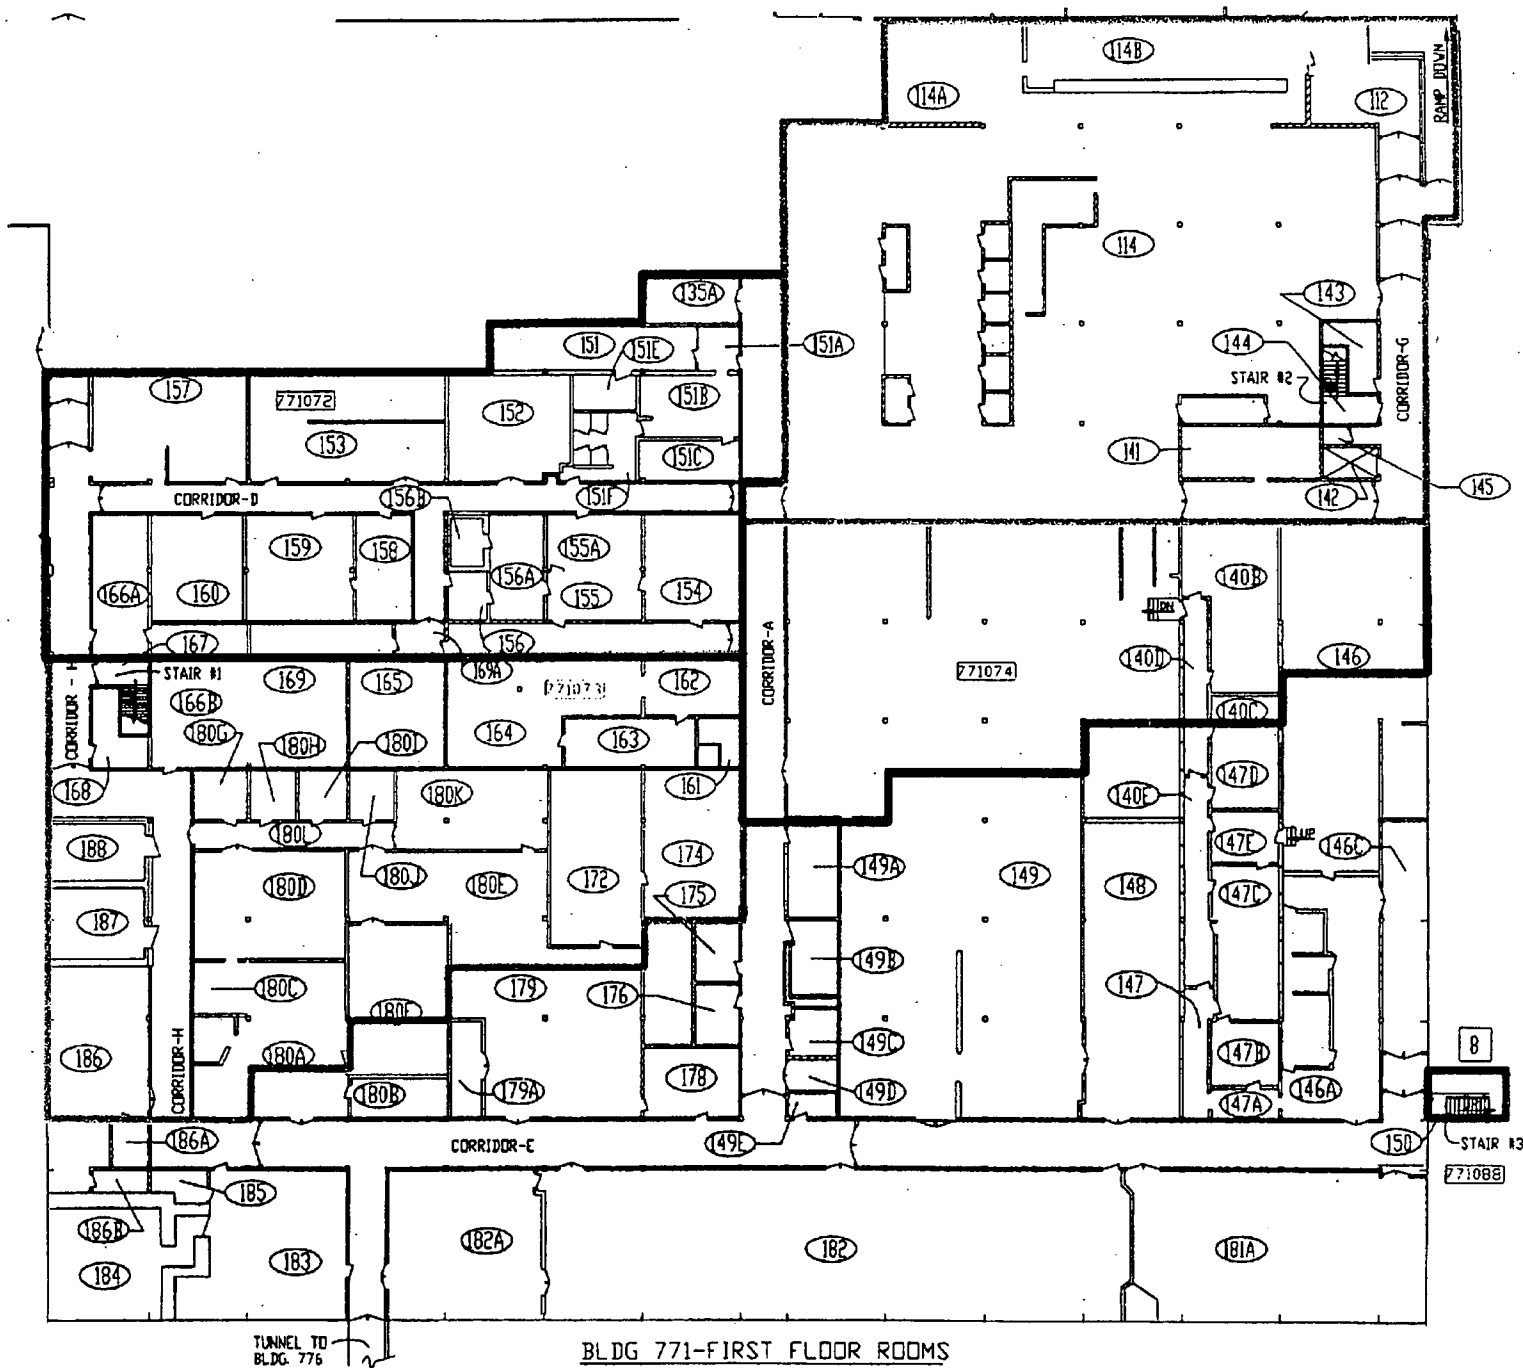 114B
114A
112
RAMP DOWN
114
135A
143
151
151E
151A
144
157
STAIR #2
CORRIDOR-G
771072
152
151B
153
151C
141
CORRIDOR-D
156B
151F
142
145
159
158
155A
156A
140B
166A
160
155
154
DN
167
156
CORRIDOR-A
140D
146
STAIR #1
169
169A
165
162
771074
166B
771073
140C
CORRIDOR - I
180G
180H
180I
164
163
168
180K
161
147D
140E
180L
188
174
149A
147E
UP
146C
180D
180J
180E
172
175
149
148
147C
187
149B
180C
179
176
147
180F
149C
8
186
180A
147B
CORRIDOR-H
180B
179A
178
149D
147A
146A
186A
CORRIDOR-E
149E
150
STAIR #3
185
771088
186B
182A
182
181A
184
183
TUNNEL TO
BLDG. 776
BLDG 771-FIRST FLOOR ROOMS